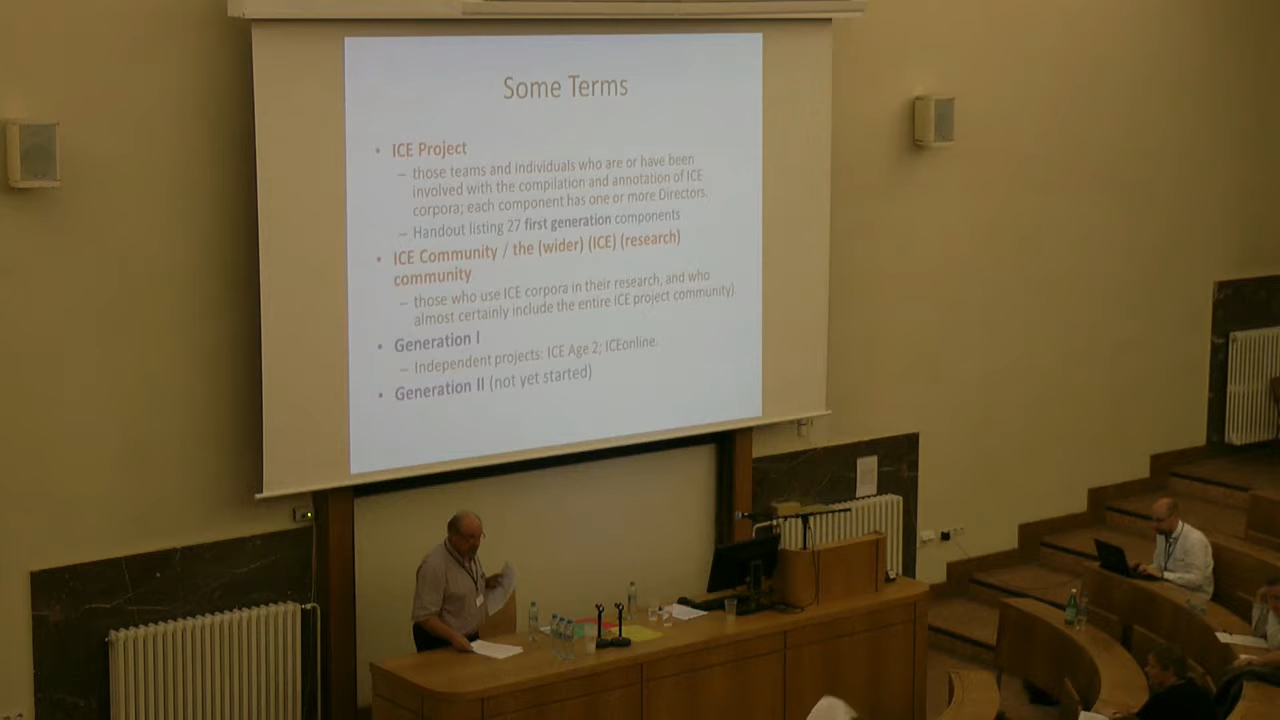 Some Terms
• ICE Project
– those teams and individuals who are or have been
involved with the compilation and annotation of ICE
corpora; each component has one or more Directors.
– Handout listing 27 first generation components
• ICE Community / the (wider) (ICE) (research)
community
– those who use ICE corpora in their research, and who
almost certainly include the entire ICE project community)
• Generation I
– Independent projects: ICE Age 2; ICEonline.
• Generation II (not yet started)